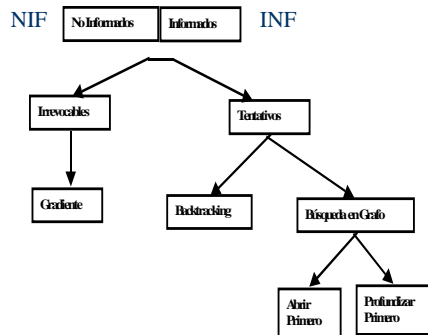 NIF No Informados Informados INF
Irrevocables Tentativos
Gradiente Backtracking Búsqueda en Grafo
Abrir Profundizar
Primero Primero